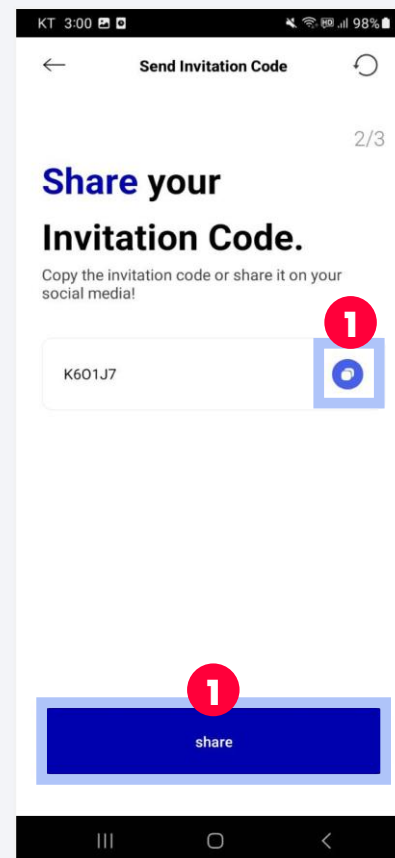 KT 3:00 98%
Send Invitation Code
2/3
Share your
Invitation Code.
Copy the invitation code or share it on your
social media!
1
K6O1J7
1
share